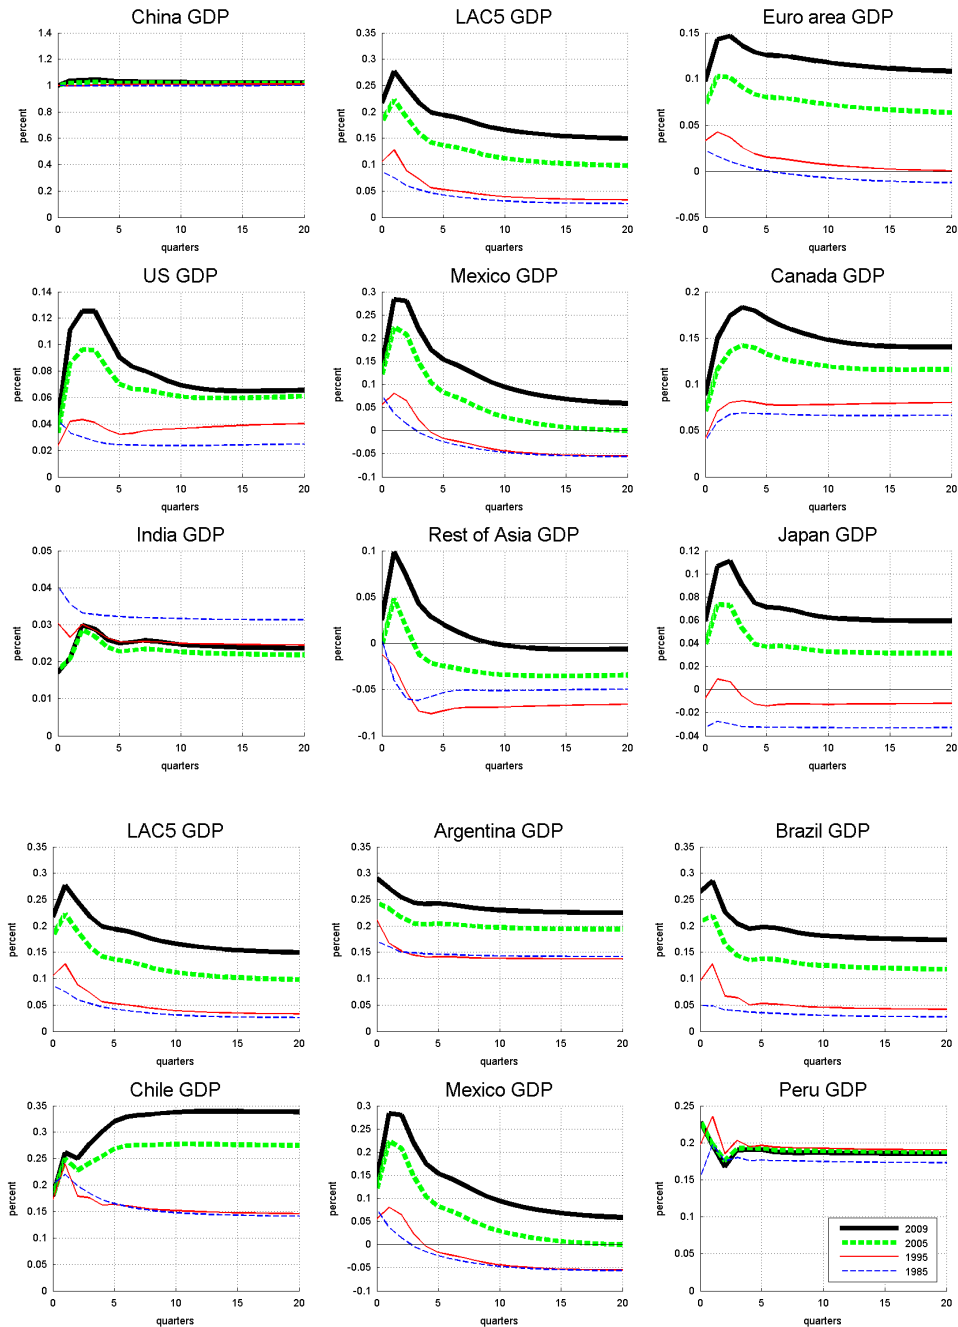 China GDP
LAC5 GDP
Euro area GDP
1.4
1.2
1
0.8
0.6
0.4
0.2
0
percent
0 5 10 15 20
quarters
0.35
0.3
0.25
0.2
0.15
0.1
0.05
0
percent
0 5 10 15 20
quarters
0.15
0.1
0.05
0
-0.05
percent
0 5 10 15 20
quarters
US GDP
Mexico GDP
Canada GDP
0.14
0.12
0.1
0.08
0.06
0.04
0.02
0
percent
0 5 10 15 20
quarters
0.3
0.25
0.2
0.15
0.1
0.05
0
-0.05
-0.1
percent
0 5 10 15 20
quarters
0.2
0.15
0.1
0.05
0
percent
0 5 10 15 20
quarters
India GDP
Rest of Asia GDP
Japan GDP
0.05
0.04
0.03
0.02
0.01
0
percent
0 5 10 15 20
quarters
0.1
0.05
0
-0.05
-0.1
percent
0 5 10 15 20
quarters
0.12
0.1
0.08
0.06
0.04
0.02
0
-0.02
-0.04
percent
0 5 10 15 20
quarters
LAC5 GDP
Argentina GDP
Brazil GDP
0.35
0.3
0.25
0.2
0.15
0.1
0.05
0
percent
0 5 10 15 20
quarters
0.35
0.3
0.25
0.2
0.15
0.1
0.05
0
percent
0 5 10 15 20
quarters
0.35
0.3
0.25
0.2
0.15
0.1
0.05
0
percent
0 5 10 15 20
quarters
Chile GDP
Mexico GDP
Peru GDP
0.35
0.3
0.25
0.2
0.15
0.1
0.05
0
percent
0 5 10 15 20
quarters
0.3
0.25
0.2
0.15
0.1
0.05
0
-0.05
-0.1
percent
0 5 10 15 20
quarters
0.25
0.2
0.15
0.1
0.05
0
percent
0 5 10 15 20
quarters
2009
2005
1995
1985